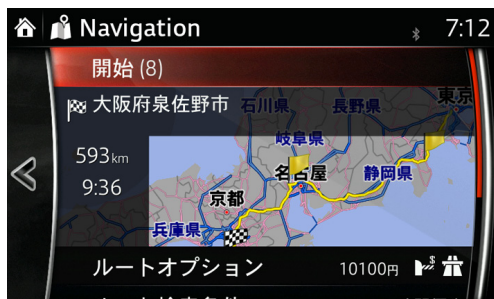 Navigation 7:12
開始 (8)
大阪府泉佐野市
石川県 長野県 東京
岐阜県
593km
名古屋 静岡県
9:36
京都
兵庫県
ルートオプション 10100円